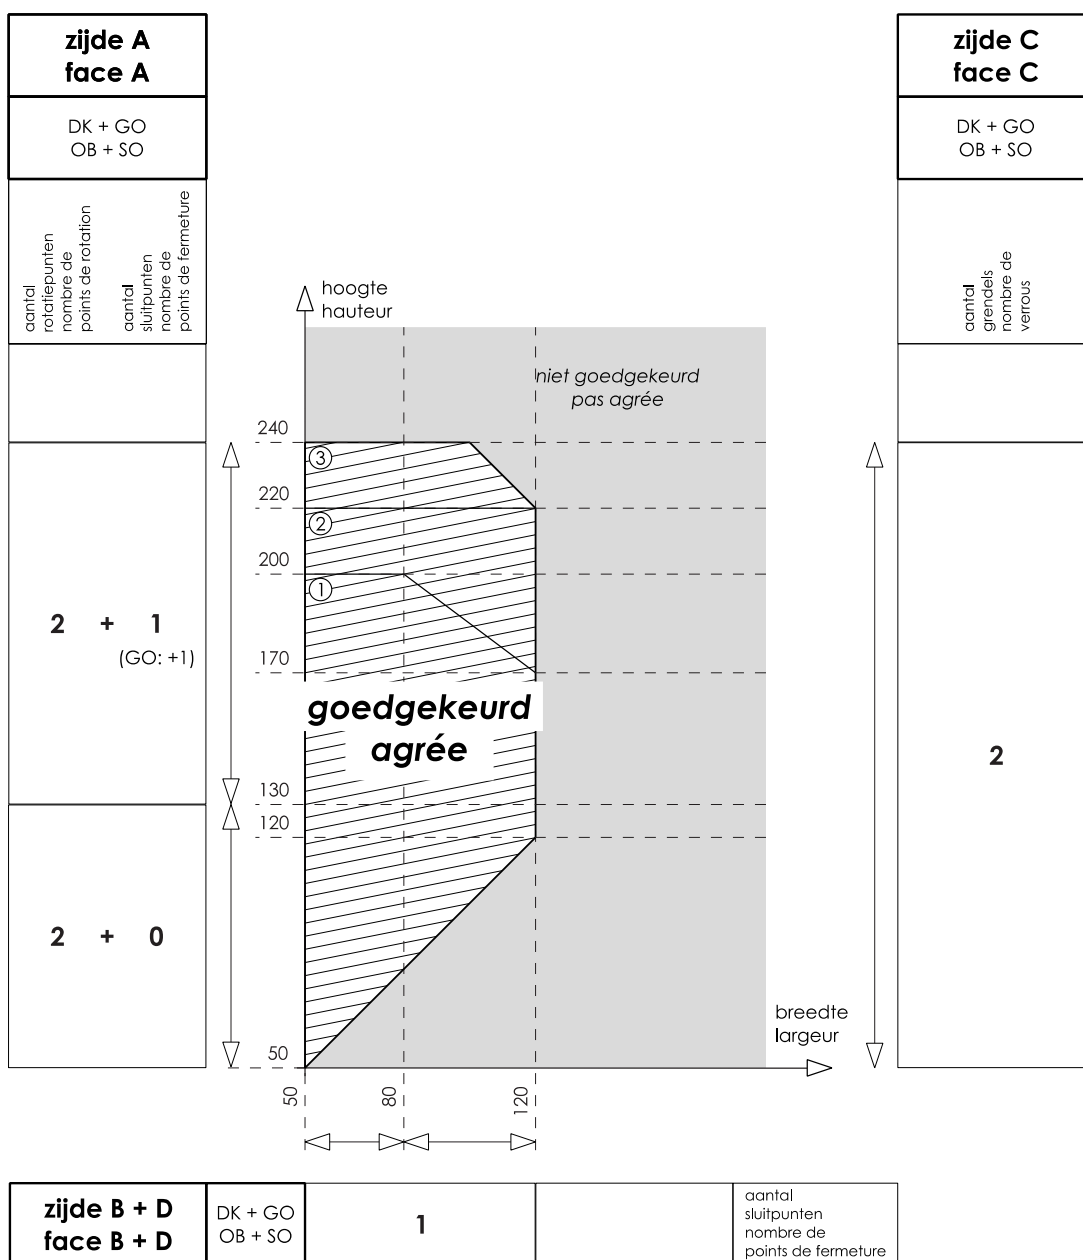 zijde A
face A
DK + GO
OB + SO
aantal
rotatiepunten
nombre de
points de rotation
aantal
sluitpunten
nombre de
points de fermeture
zijde C
face C
DK + GO
OB + SO
aantal
grendels
nombre de
verrous
hoogte
hauteur
niet goedgekeurd
pas agrée
240
3
220
2
200
1
170
goedgekeurd
agrée
130
120
50
2 + 1
(GO: +1)
2 + 0
2
breedte
largeur
50
80
120
zijde B + D
face B + D
DK + GO
OB + SO
1
aantal
sluitpunten
nombre de
points de fermeture